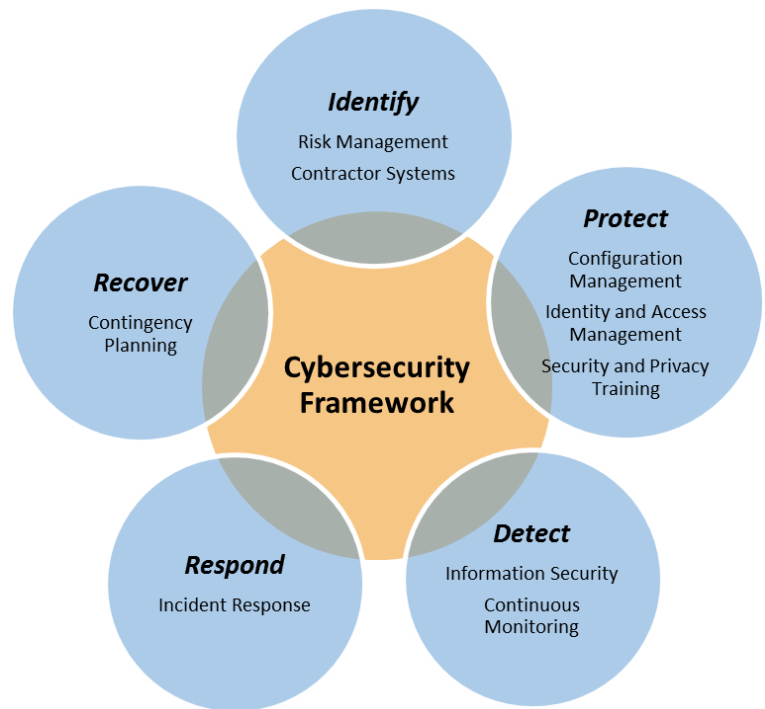 Identify
Risk Management
Contractor Systems
Protect
Configuration
Management
Identity and Access
Management
Security and Privacy
Training
Detect
Information Security
Continuous
Monitoring
Respond
Incident Response
Recover
Contingency
Planning
Cybersecurity
Framework